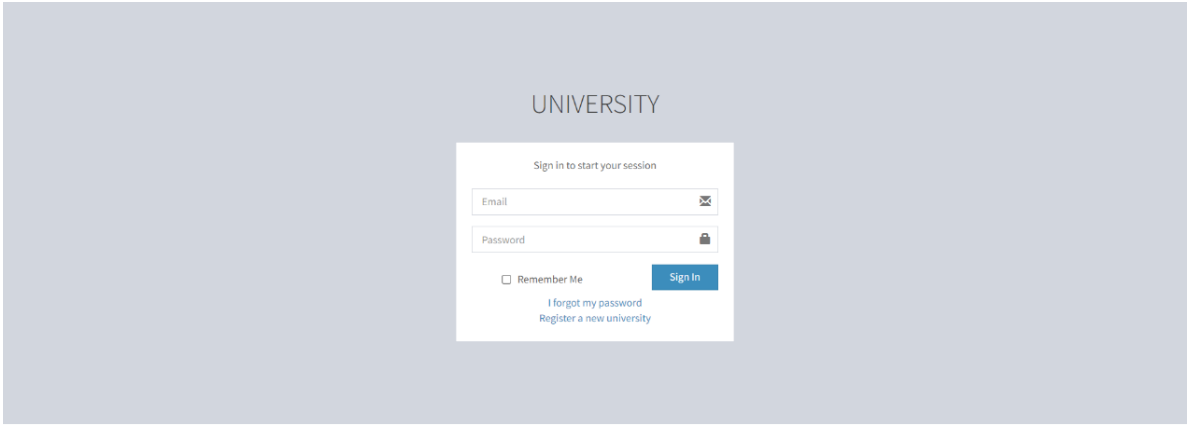 UNIVERSITY
Sign in to start your session
Email
Password
Remember Me
Sign In
I forgot my password
Register a new university